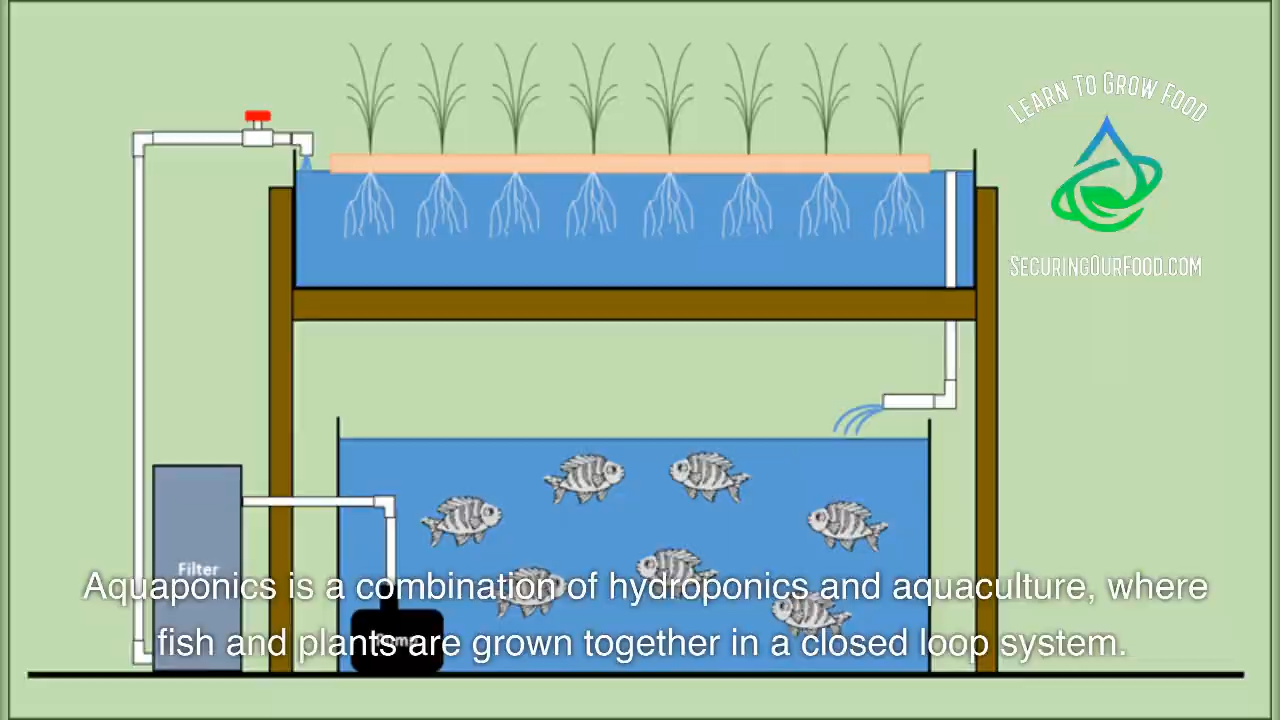 LEARN TO GROW FOOD
SECURINGOURFOOD.COM
Filter
Aquaponics is a combination of hydroponics and aquaculture, where
Pump
fish and plants are grown together in a closed loop system.